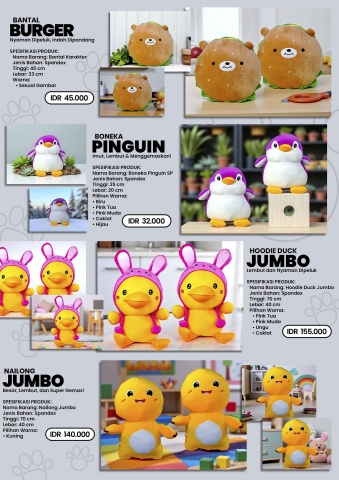 BANTAL
BURGER
Nyaman Dipeluk, Indah Dipandang
SPESIFIKASI PRODUK:
Nama Barang: Bantal Karakter
Jenis Bahan: Spandex
Tinggi: 45 cm
Lebar: 33 cm
Warna:
• Sesuai Gambar
IDR 45.000
BONEKA
PINGUIN
Imut, Lembut & Menggemaskan!
SPESIFIKASI PRODUK:
Nama Barang: Boneka Pinguin SP
Jenis Bahan: Spandex
Tinggi: 25 cm
Lebar: 20 cm
Pilihan Warna:
• Biru
• Pink Tua
• Pink Muda
• Coklat
• Hijau
IDR 32.000
HOODIE DUCK
JUMBO
Lembut dan Nyaman Dipeluk
SPESIFIKASI PRODUK:
Nama Barang: Hoodie Duck Jumbo
Jenis Bahan: Spandex
Tinggi: 70 cm
Lebar: 40 cm
Pilihan Warna:
• Pink Tua
• Pink Muda
• Ungu
• Coklat
IDR 155.000
NAILONG
JUMBO
Besar, Lembut, dan Super Gemas!
SPESIFIKASI PRODUK:
Nama Barang: Nailong Jumbo
Jenis Bahan: Spandex
Tinggi: 70 cm
Lebar: 40 cm
Pilihan Warna:
• Kuning
IDR 140.000